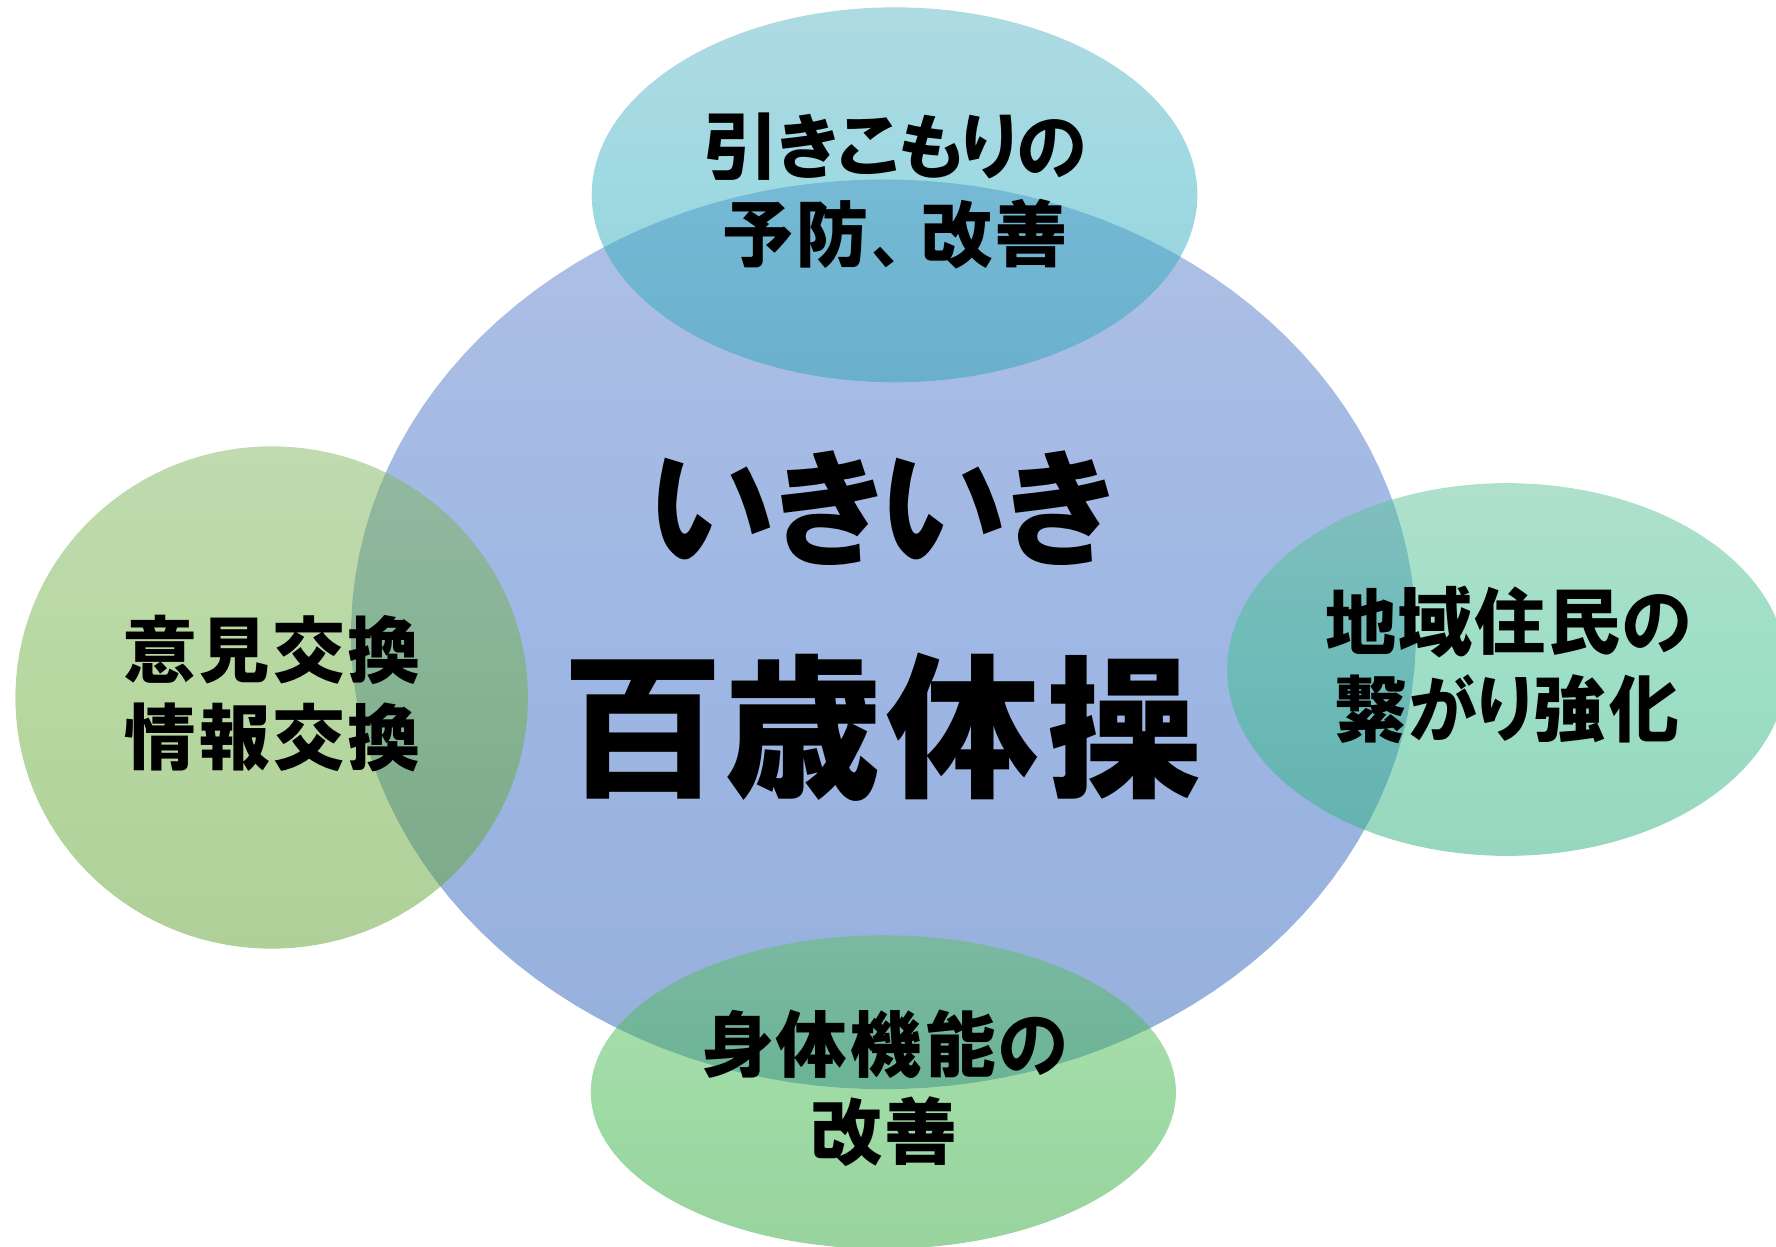 引きこもりの
予防、改善
いきいき
百歳体操
意見交換
情報交換
地域住民の
繋がり強化
身体機能の
改善